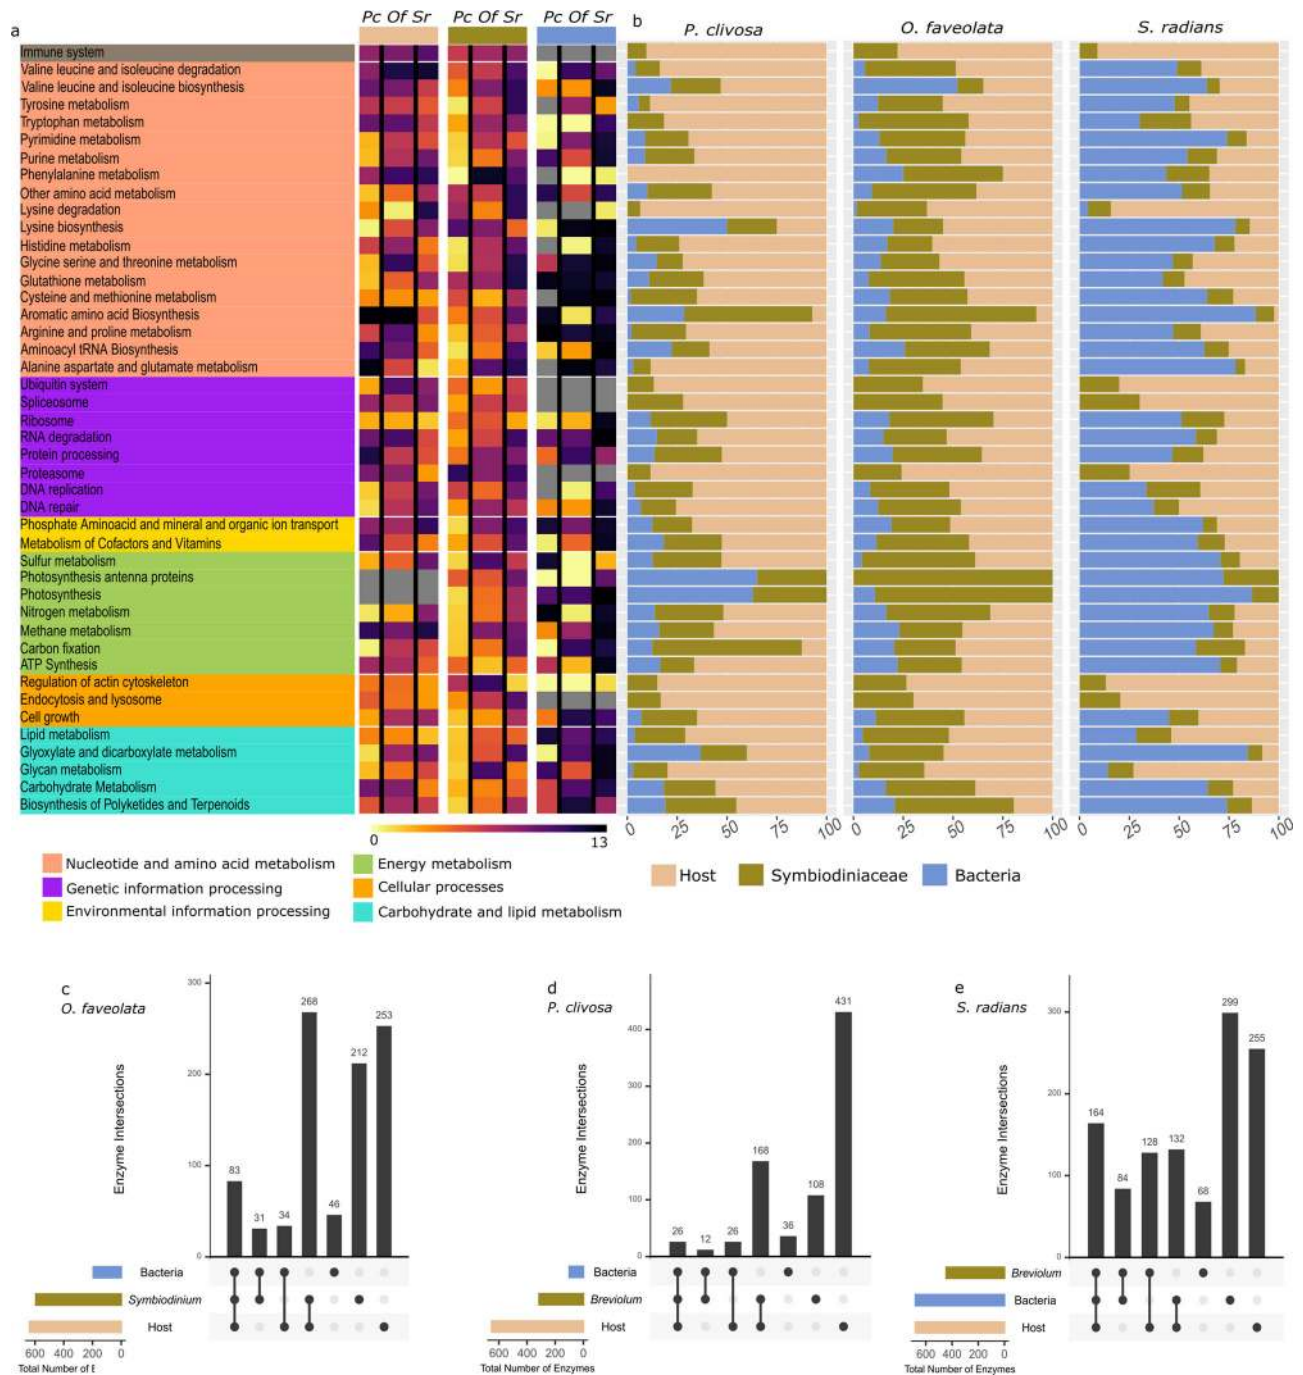 a
Pc Of Sr
Pc Of Sr
Pc Of Sr
Immune system
Valine leucine and isoleucine degradation
Valine leucine and isoleucine biosynthesis
Tyrosine metabolism
Tryptophan metabolism
Pyrimidine metabolism
Purine metabolism
Phenylalanine metabolism
Other amino acid metabolism
Lysine degradation
Lysine biosynthesis
Histidine metabolism
Glycine serine and threonine metabolism
Glutathione metabolism
Cysteine and methionine metabolism
Aromatic amino acid Biosynthesis
Arginine and proline metabolism
Aminoacyl tRNA Biosynthesis
Alanine aspartate and glutamate metabolism
Ubiquitin system
Spliceosome
Ribosome
RNA degradation
Protein processing
Proteasome
DNA replication
DNA repair
Phosphate Aminoacid and mineral and organic ion transport
Metabolism of Cofactors and Vitamins
Sulfur metabolism
Photosynthesis antenna proteins
Photosynthesis
Nitrogen metabolism
Methane metabolism
Carbon fixation
ATP Synthesis
Regulation of actin cytoskeleton
Endocytosis and lysosome
Cell growth
Lipid metabolism
Glyoxylate and dicarboxylate metabolism
Glycan metabolism
Carbohydrate Metabolism
Biosynthesis of Polyketides and Terpenoids
0 13
Nucleotide and amino acid metabolism
Genetic information processing
Environmental information processing
Energy metabolism
Cellular processes
Carbohydrate and lipid metabolism
b
P. clivosa
O. faveolata
S. radians
0 25 50 75 100
0 25 50 75 100
0 25 50 75 100
Host
Symbiodiniaceae
Bacteria
c
O. faveolata
Enzyme Intersections
300
200
100
0
83
31
34
268
46
212
253
Bacteria
Symbiodinium
Host
600 400 200 0
Total Number of E
d
P. clivosa
Enzyme Intersections
400
300
200
100
0
26
12
26
168
36
108
431
Bacteria
Breviolum
Host
600 400 200 0
Total Number of Enzymes
e
S. radians
Enzyme Intersections
300
200
100
0
164
84
128
132
68
299
255
Breviolum
Bacteria
Host
600 400 200 0
Total Number of Enzymes